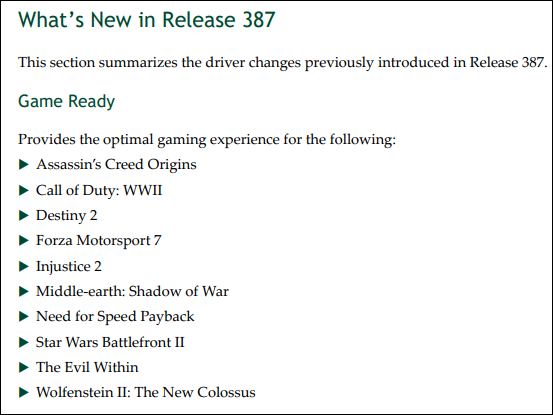 What’s New in Release 387
This section summarizes the driver changes previously introduced in Release 387.
Game Ready
Provides the optimal gaming experience for the following:
▶ Assassin’s Creed Origins
▶ Call of Duty: WWII
▶ Destiny 2
▶ Forza Motorsport 7
▶ Injustice 2
▶ Middle-earth: Shadow of War
▶ Need for Speed Payback
▶ Star Wars Battlefront II
▶ The Evil Within
▶ Wolfenstein II: The New Colossus